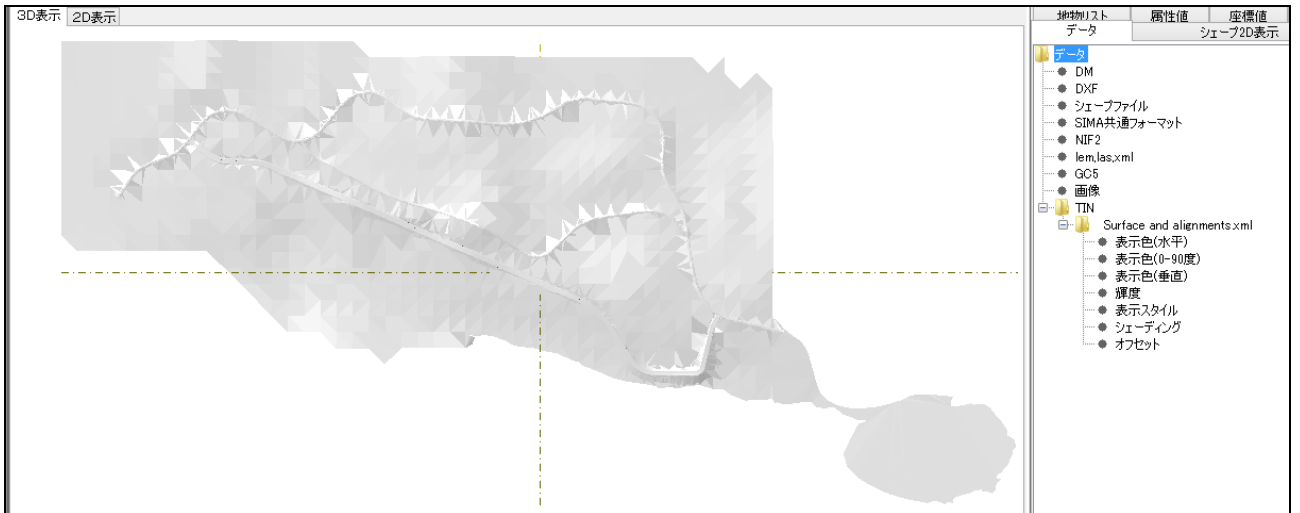 3D表示 2D表示
地物リスト 属性値 座標値
データ シェープ2D表示
データ
DM
DXF
シェープファイル
SIMA共通フォーマット
NIF2
lem,las,xml
GC5
画像
TIN
Surface and alignments.xml
表示色(水平)
表示色(0-90度)
表示色(垂直)
輝度
表示スタイル
シェーディング
オフセット